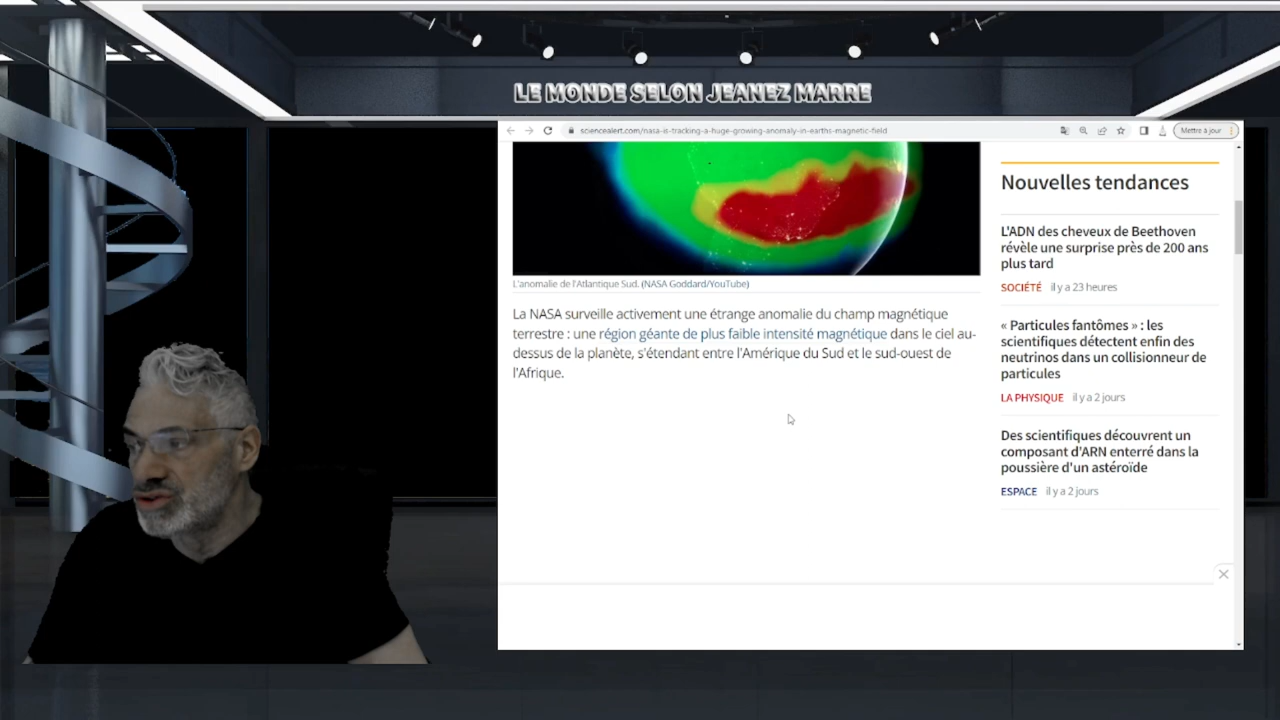 LE MONDE SELON JEANEZ MARRE
sciencealert.com/nasa-is-tracking-a-huge-growing-anomaly-in-earths-magnetic-field
Mettre à jour
L'anomalie de l'Atlantique Sud. (NASA Goddard/YouTube)
La NASA surveille activement une étrange anomalie du champ magnétique
terrestre : une région géante de plus faible intensité magnétique dans le ciel au-
dessus de la planète, s'étendant entre l'Amérique du Sud et le sud-ouest de
l'Afrique.
Nouvelles tendances
L'ADN des cheveux de Beethoven
révèle une surprise près de 200 ans
plus tard
SOCIÉTÉ il y a 23 heures
« Particules fantômes » : les
scientifiques détectent enfin des
neutrinos dans un collisionneur de
particules
LA PHYSIQUE il y a 2 jours
Des scientifiques découvrent un
composant d'ARN enterré dans la
poussière d'un astéroïde
ESPACE il y a 2 jours